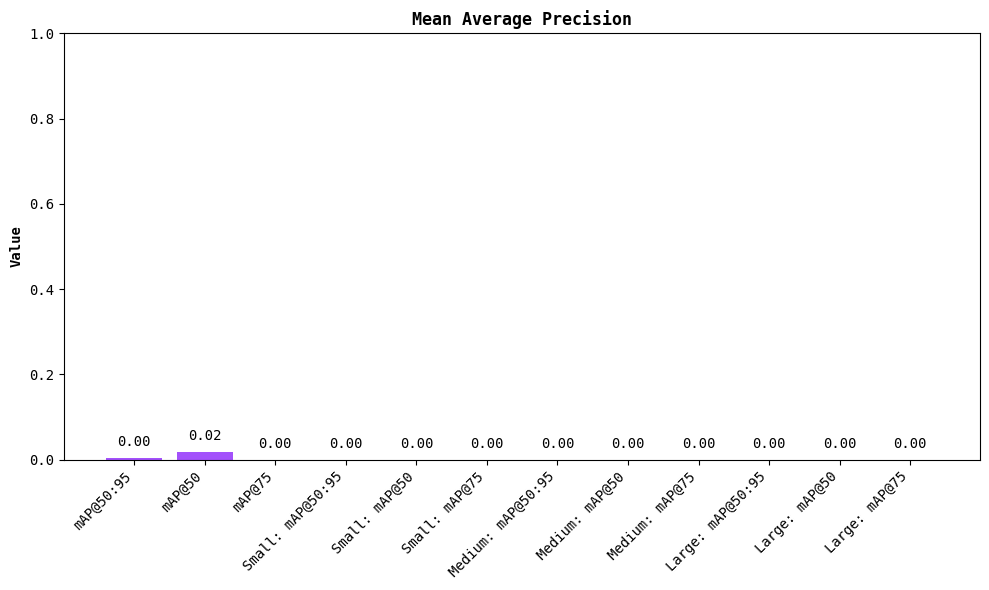 Mean Average Precision
1.0
0.8
0.6
0.4
0.2
0.0
Value
0.00
0.02
0.00
0.00
0.00
0.00
0.00
0.00
0.00
0.00
0.00
0.00
mAP@50:95
mAP@50
mAP@75
Small: mAP@50:95
Small: mAP@50
Small: mAP@75
Medium: mAP@50:95
Medium: mAP@50
Medium: mAP@75
Large: mAP@50:95
Large: mAP@50
Large: mAP@75